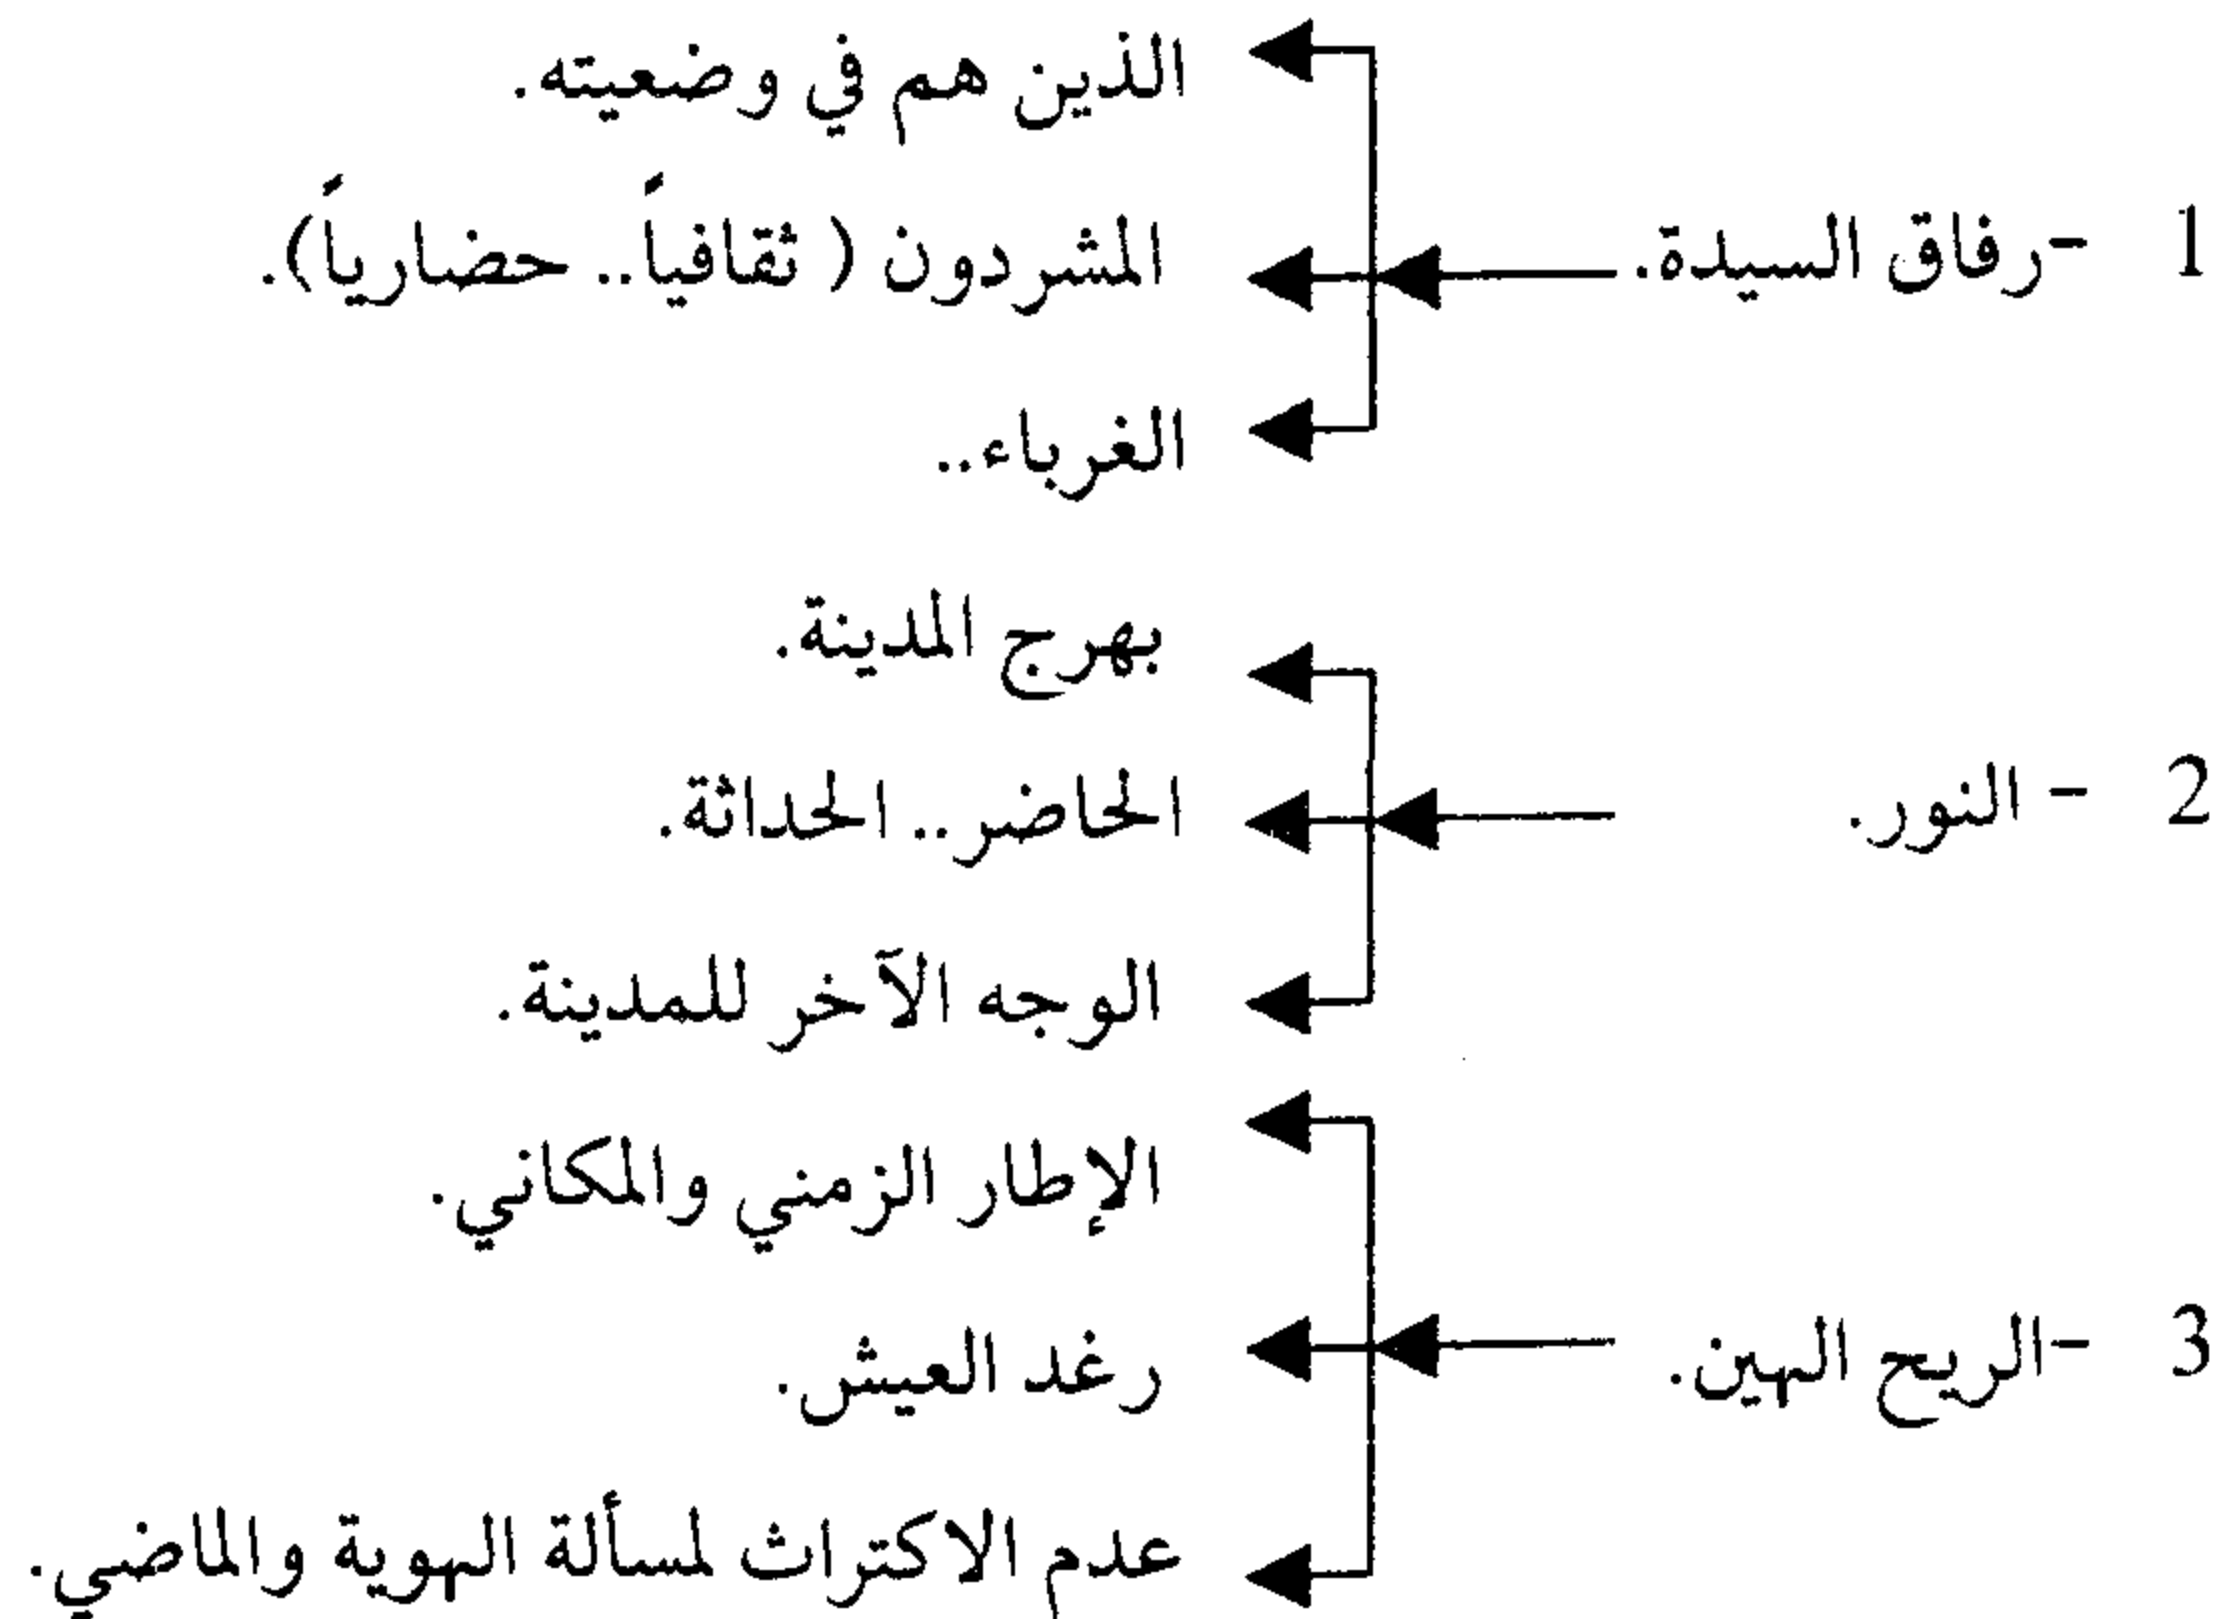 الذين هم في وضعيته.
1 -رفاق السيدة.
المشردون ( ثقافياً.. حضارياً).
الغرباء..
بهرج المدينة.
2 - النور.
الحاضر.. الحداثة.
الوجه الآخر للمدينة.
الإطار الزمني والمكاني.
3 -الريح الهين.
رغد العيش.
عدم الاكتراث لمسألة الهوية والماضي.